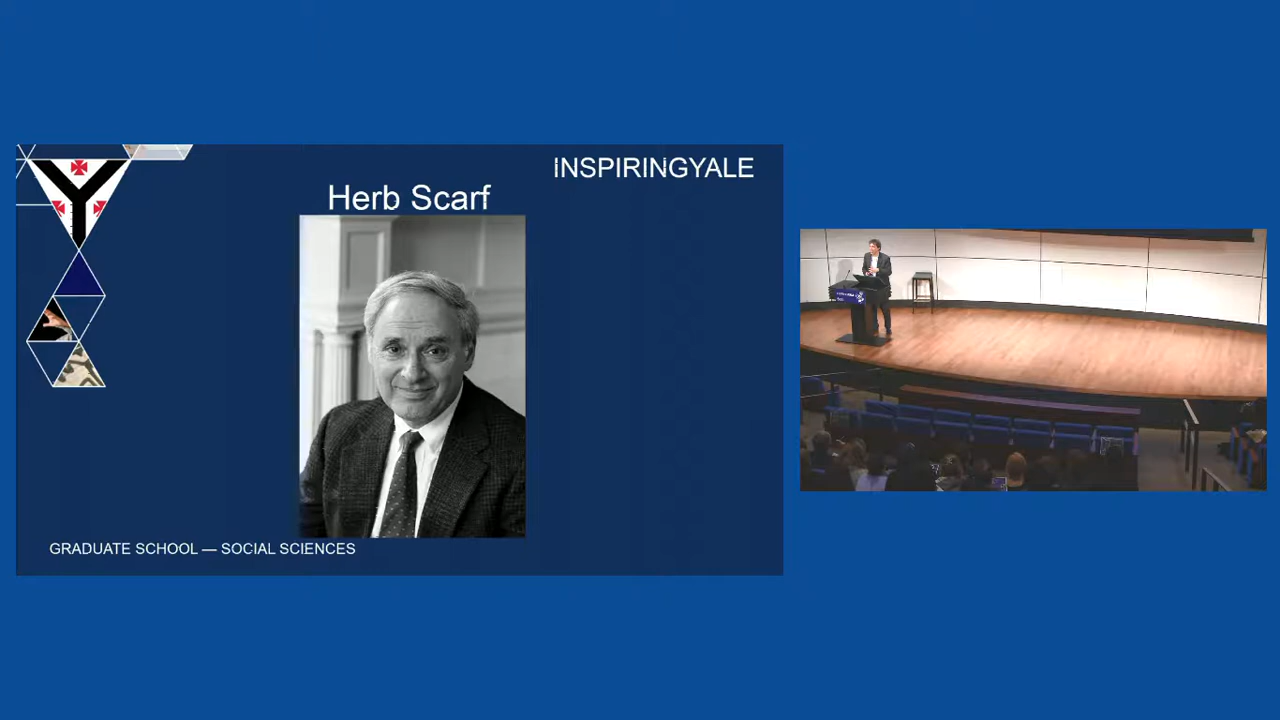 INSPIRINGYALE
Herb Scarf
GRADUATE SCHOOL — SOCIAL SCIENCES